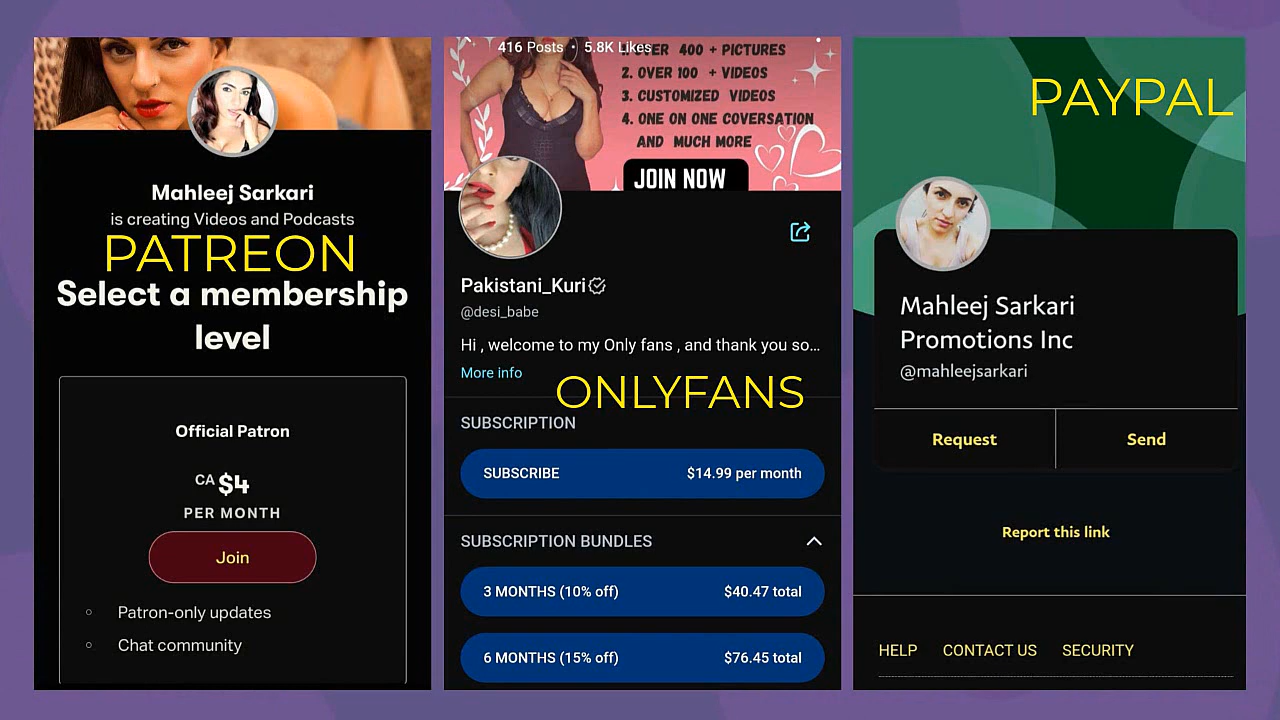 Mahleej Sarkari
is creating Videos and Podcasts
PATREON
Select a membership
level
Official Patron
CA $4
PER MONTH
Join
Patron-only updates
Chat community
416 Posts • 5.8K Likes
1. OVER 400 + PICTURES
2. OVER 100 + VIDEOS
3. CUSTOMIZED VIDEOS
4. ONE ON ONE COVERSATION
AND MUCH MORE
JOIN NOW
Pakistani_Kuri
@desi_babe
Hi , welcome to my Only fans , and thank you so...
More info
ONLYFANS
SUBSCRIPTION
SUBSCRIBE $14.99 per month
SUBSCRIPTION BUNDLES
3 MONTHS (10% off) $40.47 total
6 MONTHS (15% off) $76.45 total
PAYPAL
Mahleej Sarkari
Promotions Inc
@mahleejsarkari
Request Send
Report this link
HELP CONTACT US SECURITY